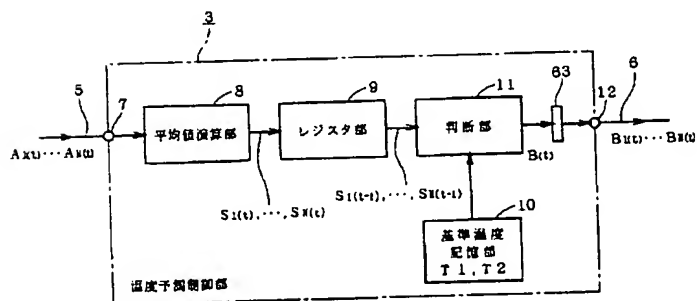 3
5
7
8
9
11
63
12
6
平均値演算部
レジスタ部
判断部
A1(t)···AN(t)
B(t)
B1(t)···BN(t)
S1(t),···,SN(t)
S1(t-1),···,SN(t-1)
10
基準温度
記憶部
T1,T2
温度予測制御部